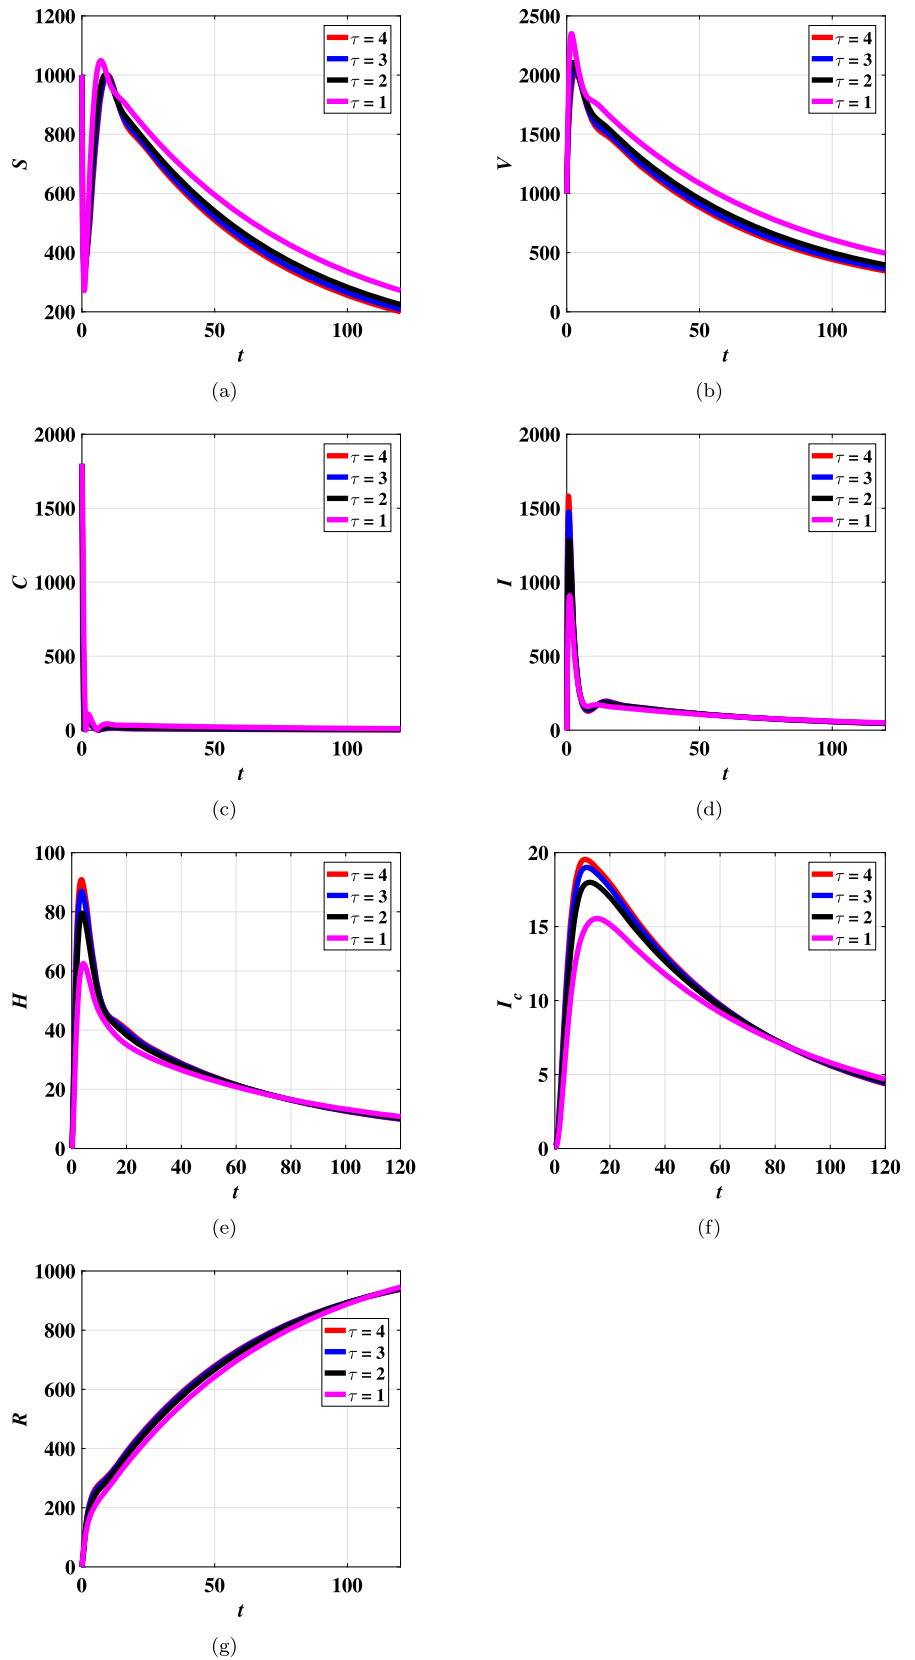 1200
1000
800
600
400
200
S
0
50
100
t
τ = 4
τ = 3
τ = 2
τ = 1
(a)
2500
2000
1500
1000
500
0
V
0
50
100
t
τ = 4
τ = 3
τ = 2
τ = 1
(b)
2000
1500
1000
500
0
C
0
50
100
t
τ = 4
τ = 3
τ = 2
τ = 1
(c)
2000
1500
1000
500
0
I
0
50
100
t
τ = 4
τ = 3
τ = 2
τ = 1
(d)
100
80
60
40
20
0
H
0
20
40
60
80
100
120
t
τ = 4
τ = 3
τ = 2
τ = 1
(e)
20
15
10
5
0
I_c
0
20
40
60
80
100
120
t
τ = 4
τ = 3
τ = 2
τ = 1
(f)
1000
800
600
400
200
0
R
0
50
100
t
τ = 4
τ = 3
τ = 2
τ = 1
(g)